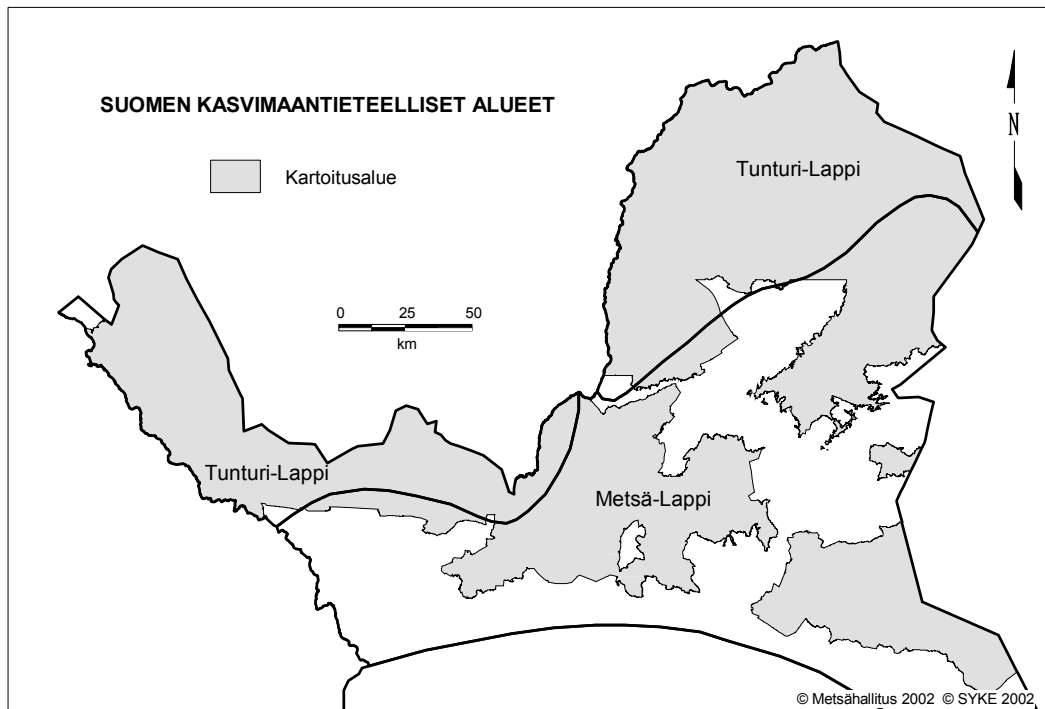 SUOMEN KASVIMAANTIETEELLISET ALUEET
Kartoitusalue
Tunturi-Lappi
N
0 25 50
km
Tunturi-Lappi
Metsä-Lappi
© Metsähallitus 2002 © SYKE 2002